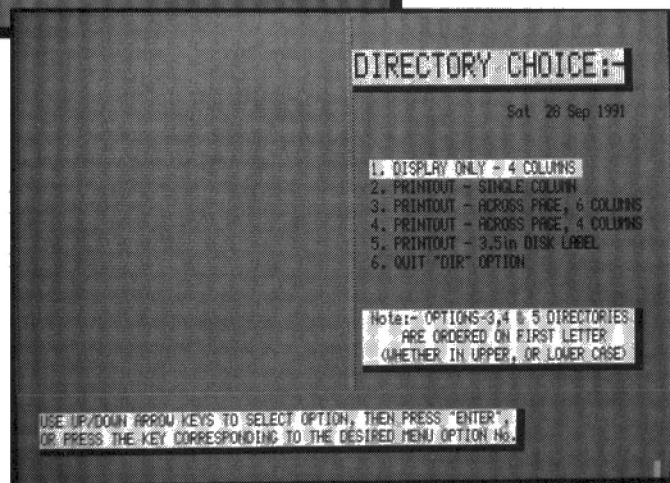 DIRECTORY CHOICE:-
Sat 28 Sep 1991
1. DISPLAY ONLY - 4 COLUMNS
2. PRINTOUT - SINGLE COLUMN
3. PRINTOUT - ACROSS PAGE, 6 COLUMNS
4. PRINTOUT - ACROSS PAGE, 4 COLUMNS
5. PRINTOUT - 3.5in DISK LABEL
6. QUIT "DIR" OPTION
Note:- OPTIONS-3,4 & 5 DIRECTORIES
ARE ORDERED ON FIRST LETTER
(WHETHER IN UPPER, OR LOWER CASE)
USE UP/DOWN ARROW KEYS TO SELECT OPTION, THEN PRESS "ENTER",
OR PRESS THE KEY CORRESPONDING TO THE DESIRED MENU OPTION NO.